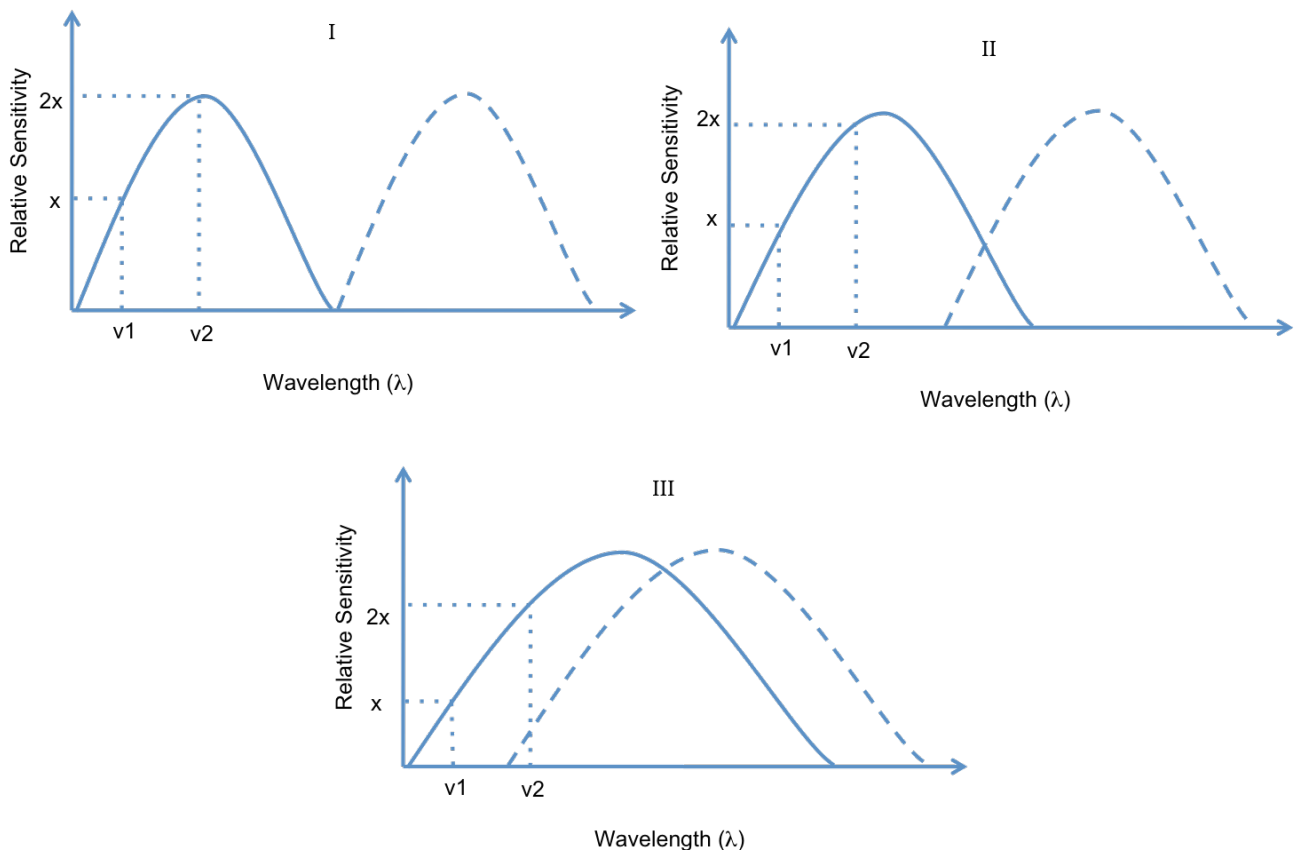 I
Relative Sensitivity
2x
x
v1
v2
Wavelength (λ)
II
Relative Sensitivity
2x
x
v1
v2
Wavelength (λ)
III
Relative Sensitivity
2x
x
v1
v2
Wavelength (λ)